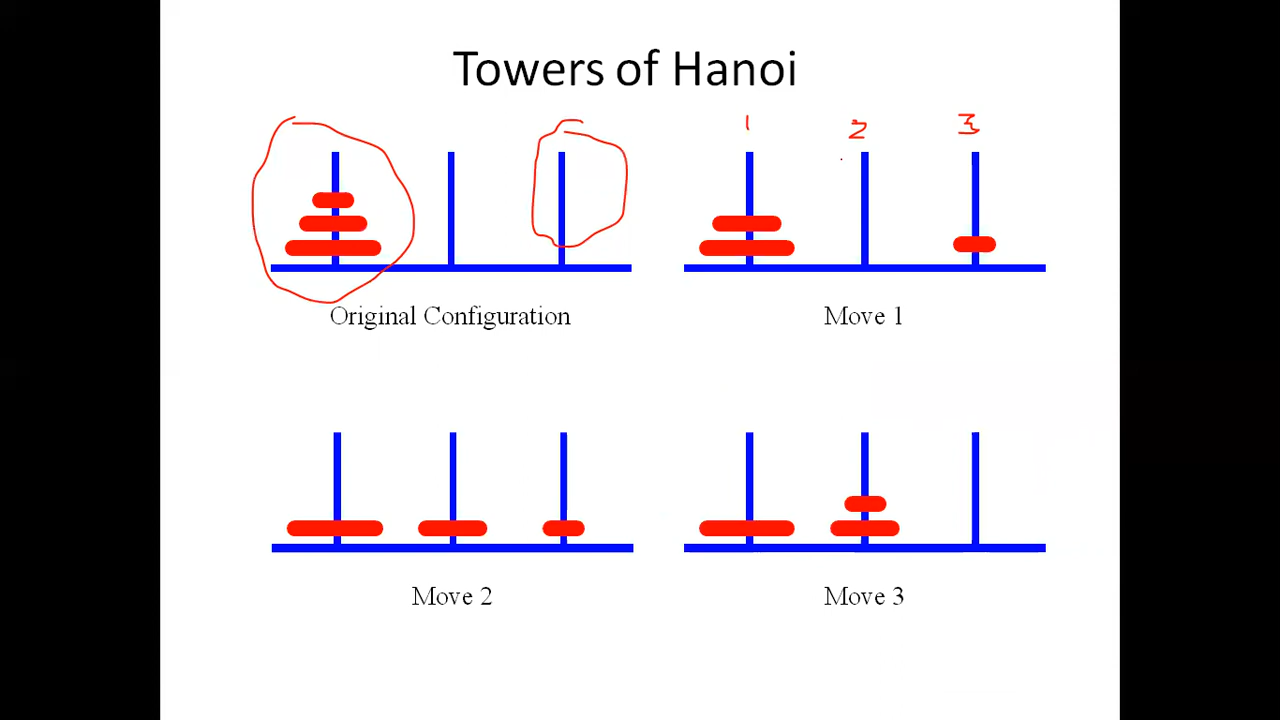 Towers of Hanoi
1 2 3
Original Configuration
Move 1
Move 2
Move 3